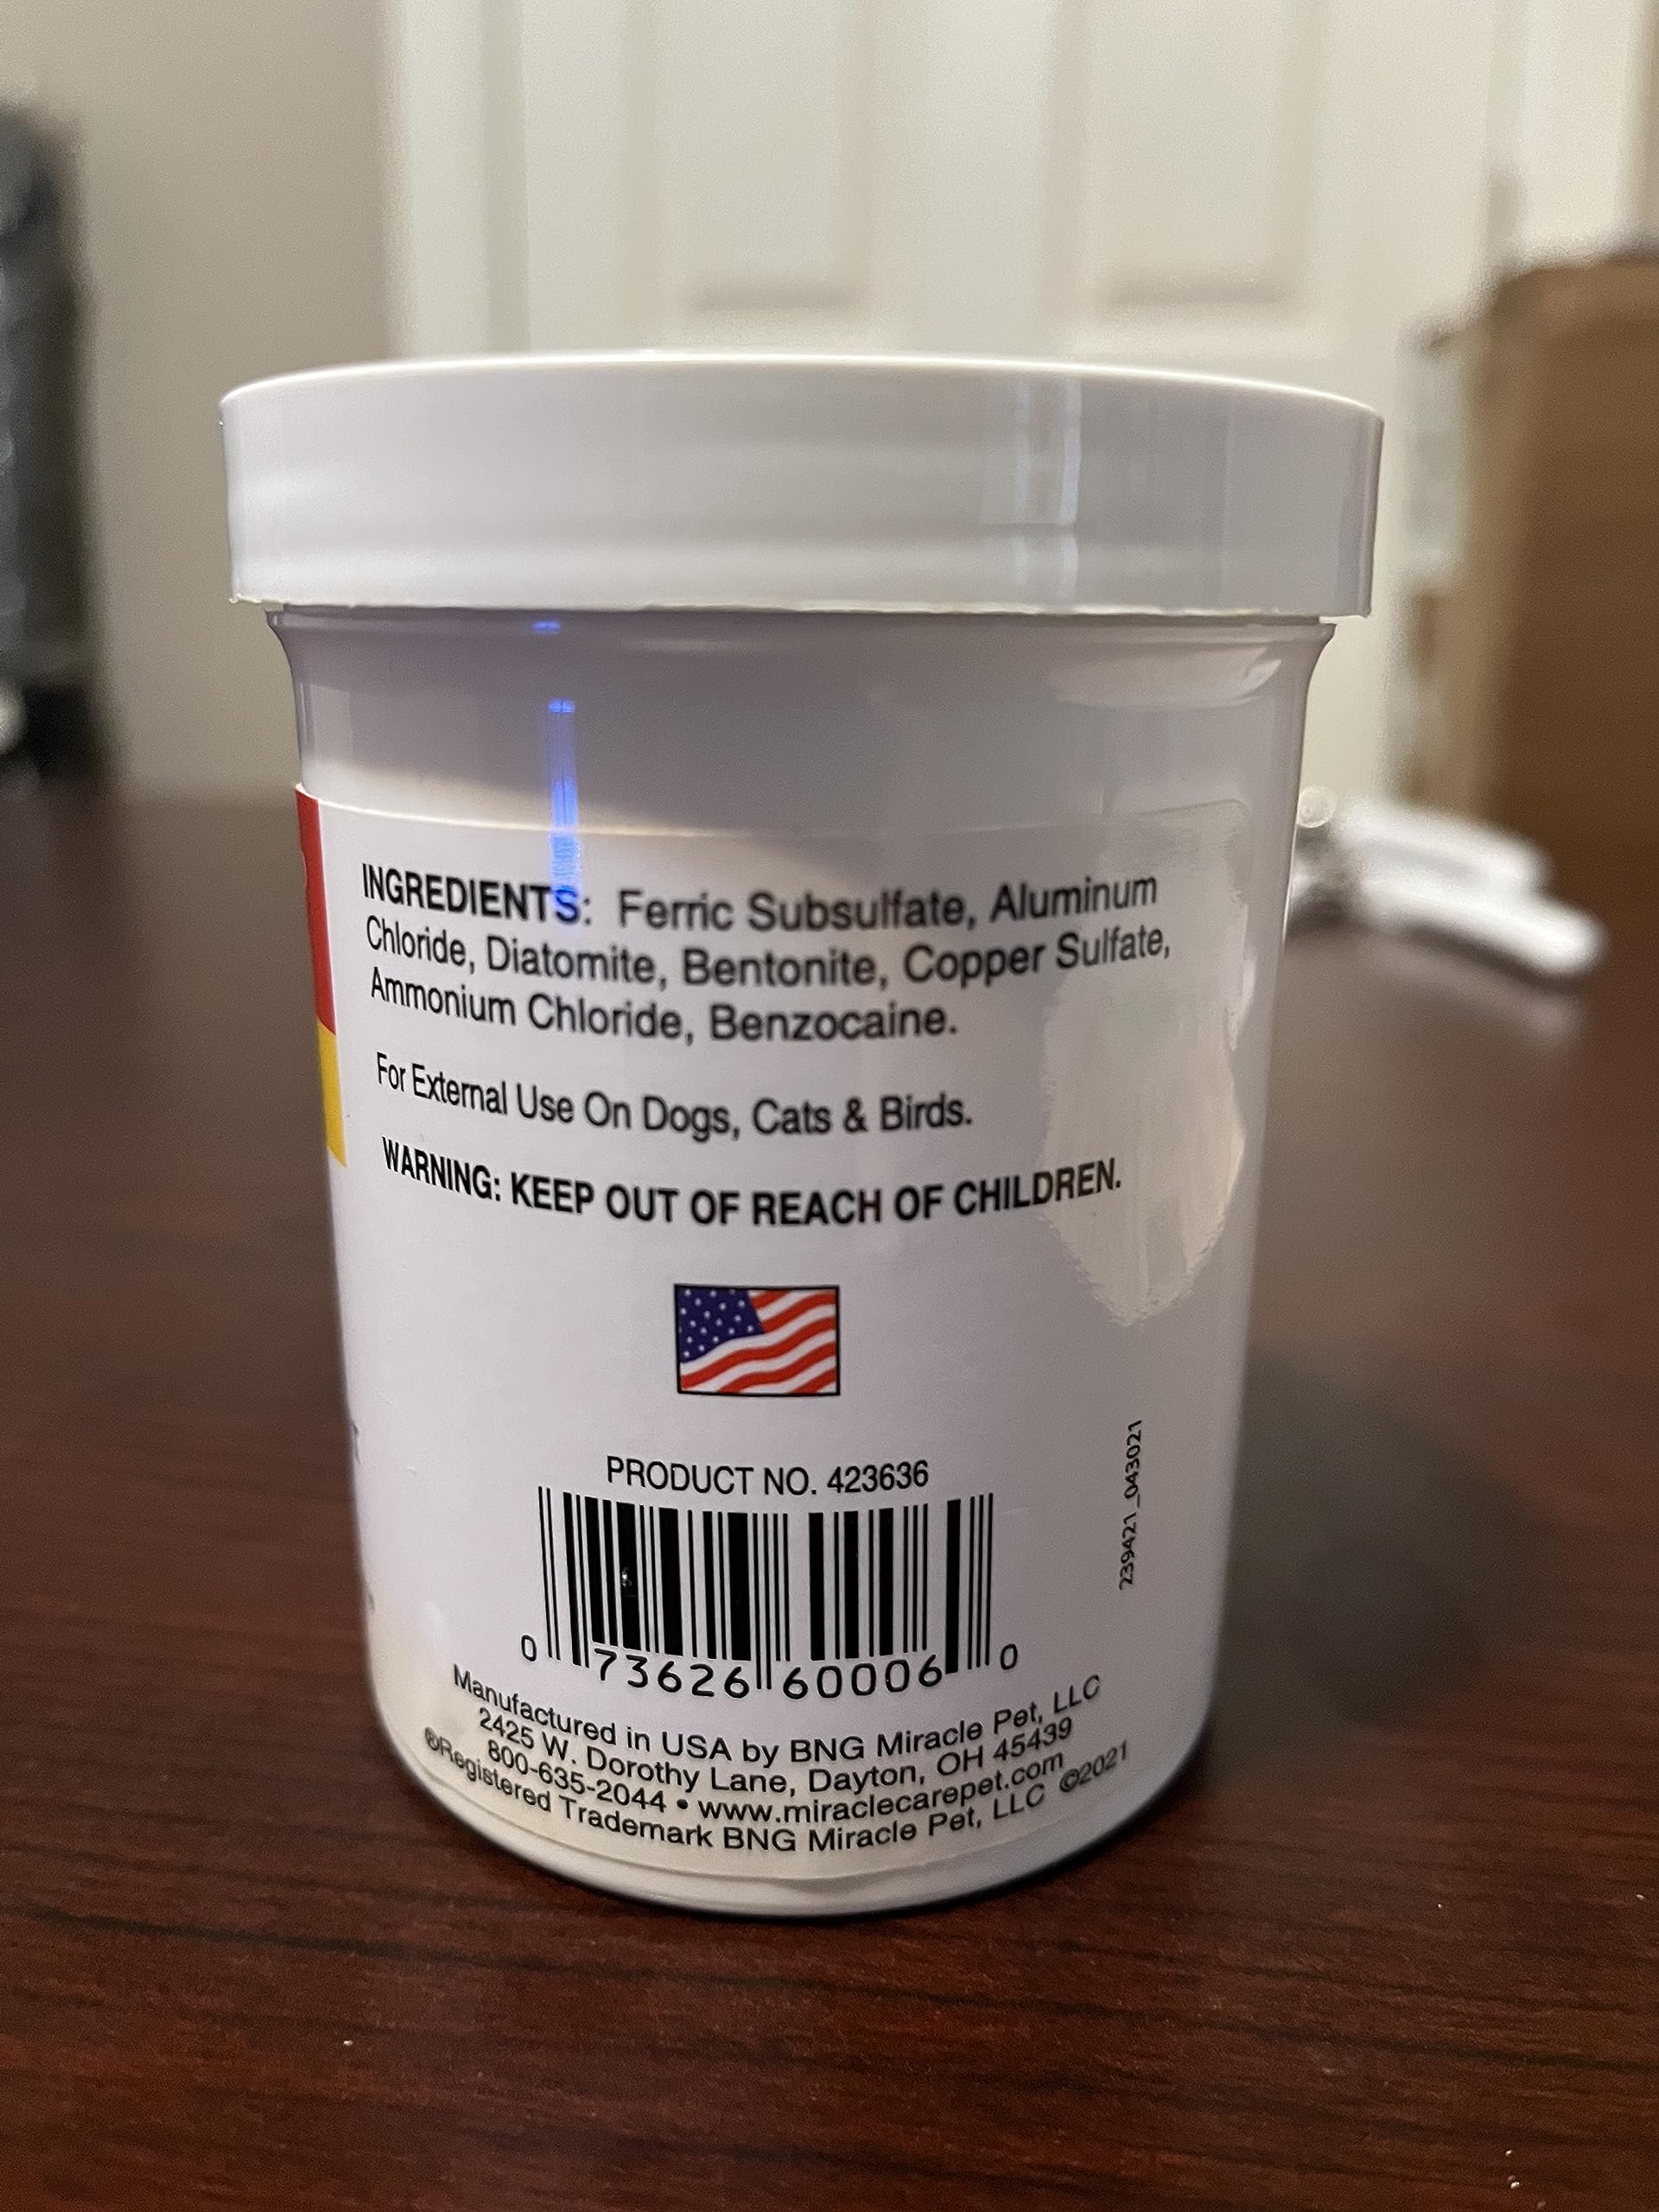 INGREDIENTS: Ferric Subsulfate, Aluminum
Chloride, Diatomite, Bentonite, Copper Sulfate,
Ammonium Chloride, Benzocaine.
For External Use On Dogs, Cats & Birds.
WARNING: KEEP OUT OF REACH OF CHILDREN.
PRODUCT NO. 423636
239421_043021
0 73626 60006 0
Manufactured in USA by BNG Miracle Pet, LLC
2425 W. Dorothy Lane, Dayton, OH 45439
800-635-2044 • www.miraclecarepet.com
®Registered Trademark BNG Miracle Pet, LLC ©2021